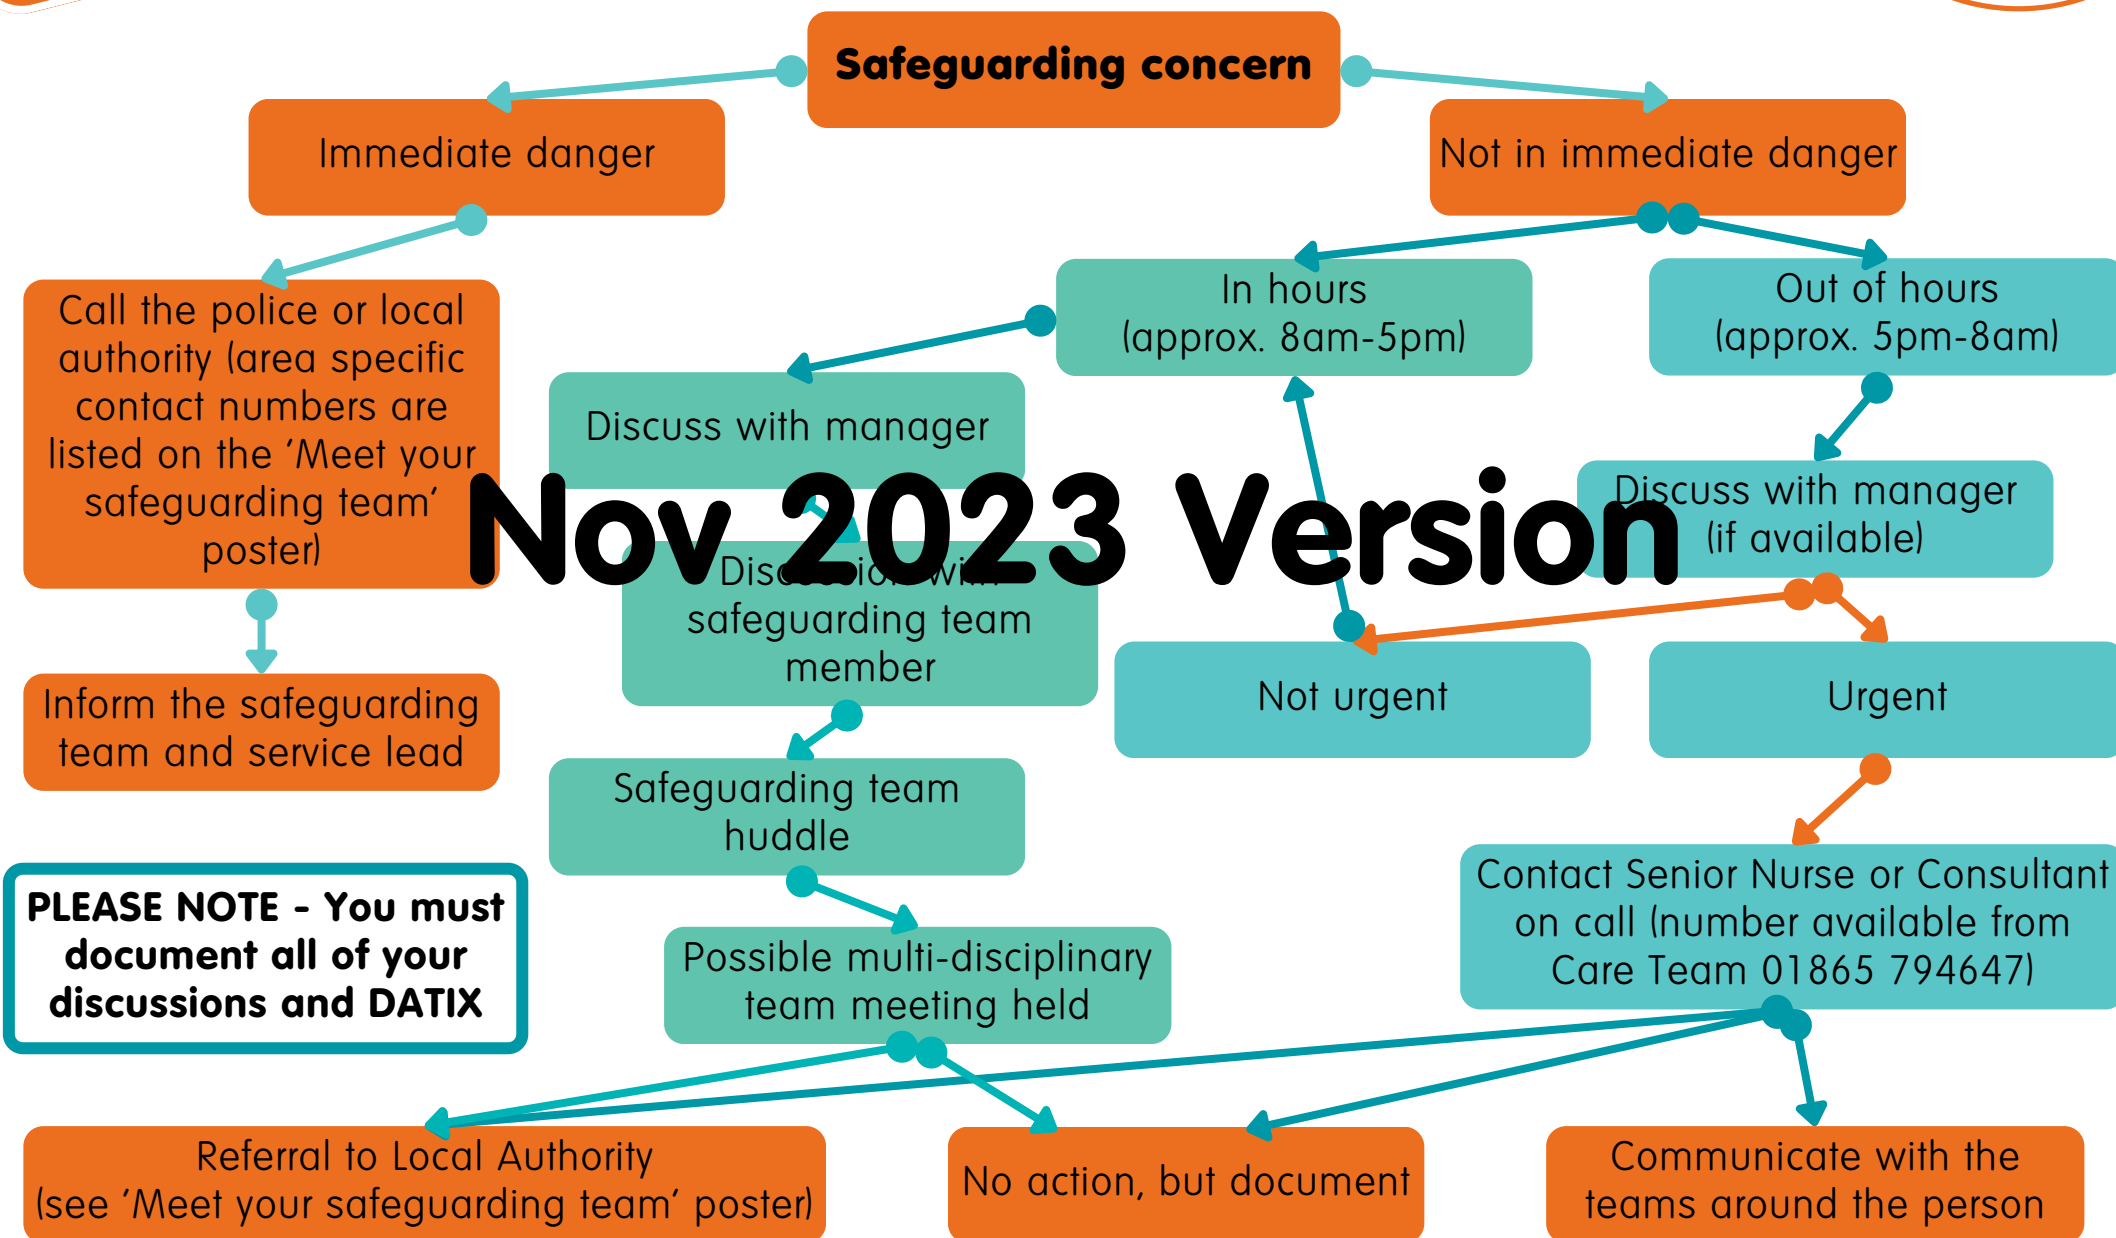 Safeguarding concern
Immediate danger
Not in immediate danger
Call the police or local
authority (area specific
contact numbers are
listed on the 'Meet your
safeguarding team'
poster)
Inform the safeguarding
team and service lead
In hours
(approx. 8am-5pm)
Out of hours
(approx. 5pm-8am)
Discuss with manager
Discuss with manager
(if available)
Nov 2023 Version
Discussion with
safeguarding team
member
Not urgent
Urgent
Safeguarding team
huddle
Contact Senior Nurse or Consultant
on call (number available from
Care Team 01865 794647)
PLEASE NOTE - You must
document all of your
discussions and DATIX
Possible multi-disciplinary
team meeting held
Referral to Local Authority
(see 'Meet your safeguarding team' poster)
No action, but document
Communicate with the
teams around the person